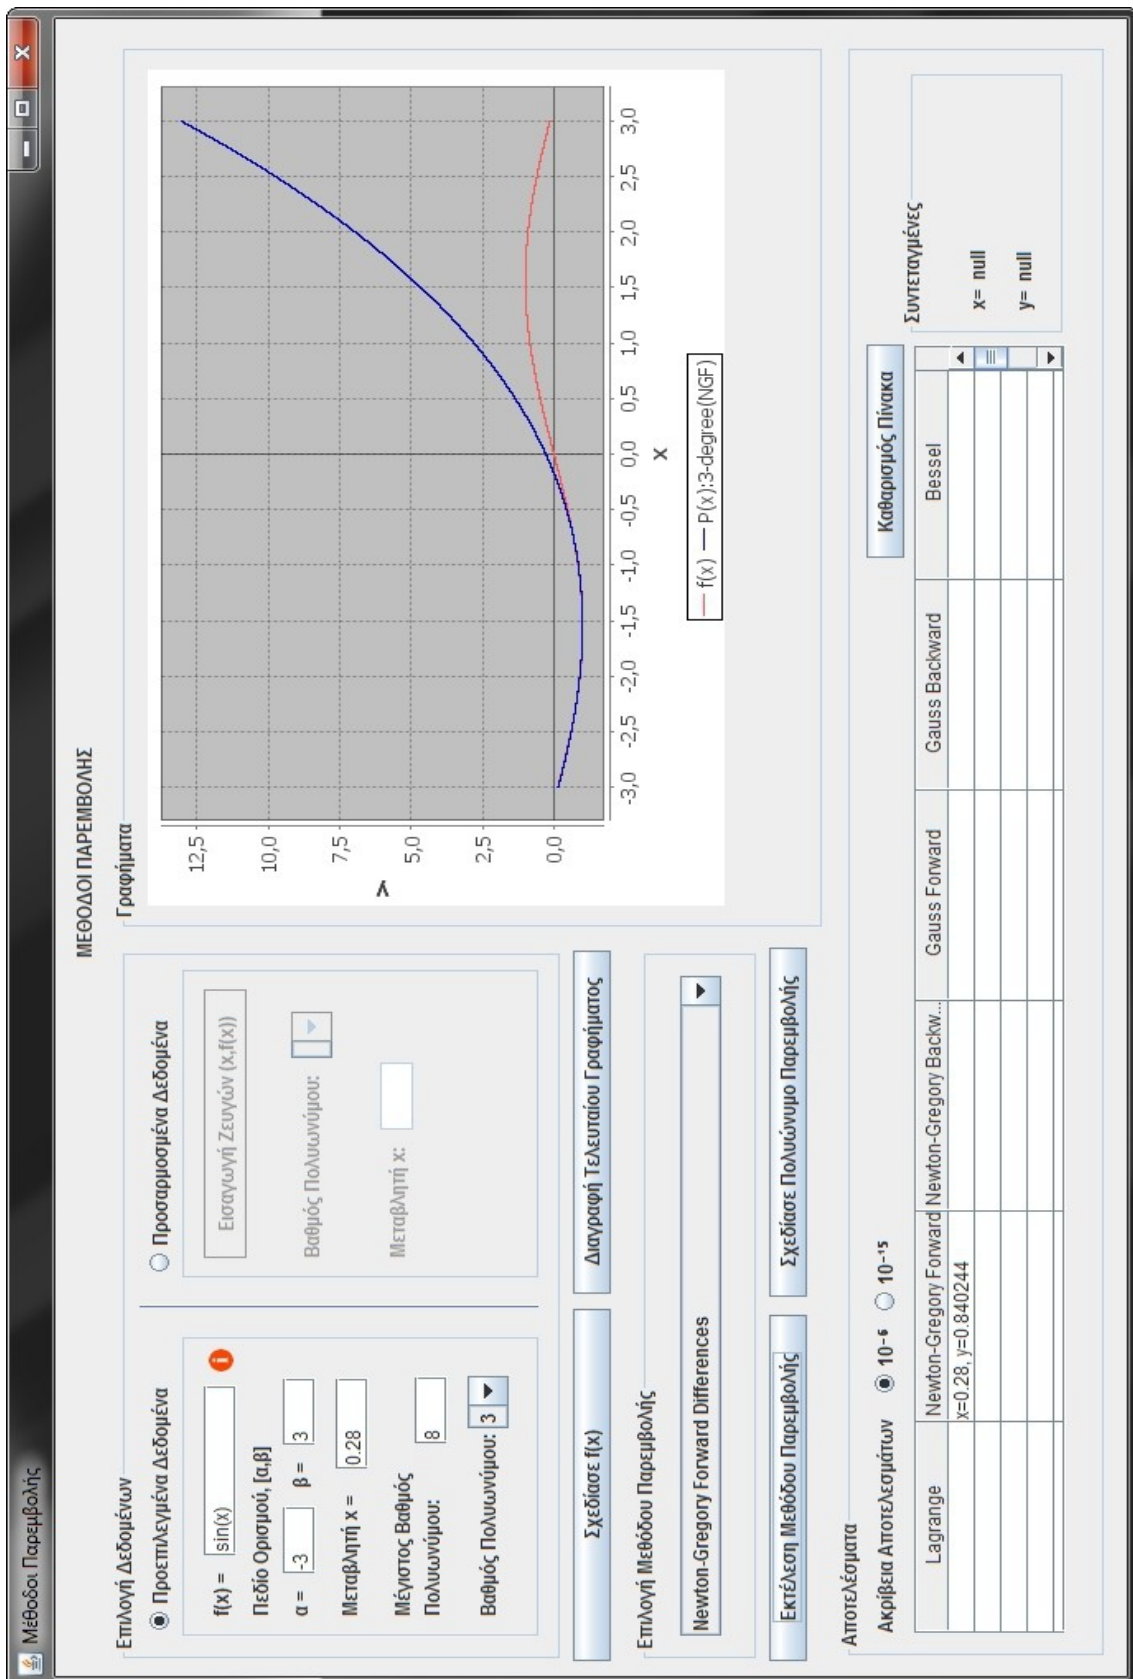 Μέθοδοι Παρεμβολής
ΜΕΘΟΔΟΙ ΠΑΡΕΜΒΟΛΗΣ
Επιλογή Δεδομένων
Προεπιλεγμένα Δεδομένα
f(x) = sin(x)
Πεδίο Ορισμού, [α,β]
α = -3 β = 3
Μεταβλητή x = 0.28
Μέγιστος Βαθμός
Πολυωνύμου: 8
Βαθμός Πολυωνύμου: 3
Προσαρμοσμένα Δεδομένα
Εισαγωγή Ζευγών (x,f(x))
Βαθμός Πολυωνύμου:
Μεταβλητή x:
Σχεδίασε f(x)
Διαγραφή Τελευταίου Γραφήματος
Επιλογή Μεθόδου Παρεμβολής
Newton-Gregory Forward Differences
Εκτέλεση Μεθόδου Παρεμβολής
Σχεδίασε Πολυώνυμο Παρεμβολής
Γραφήματα
12,5
10,0
7,5
5,0
2,5
0,0
Y
-3,0 -2,5 -2,0 -1,5 -1,0 -0,5 0,0 0,5 1,0 1,5 2,0 2,5 3,0
X
f(x) P(x):3-degree(NGF)
Αποτελέσματα
Ακρίβεια Αποτελεσμάτων 10⁻⁶ 10⁻¹⁵
Καθαρισμός Πίνακα
Lagrange Newton-Gregory Forward Newton-Gregory Backw... Gauss Forward Gauss Backward Bessel
x=0.28, y=0.840244
Συντεταγμένες
x= null
y= null